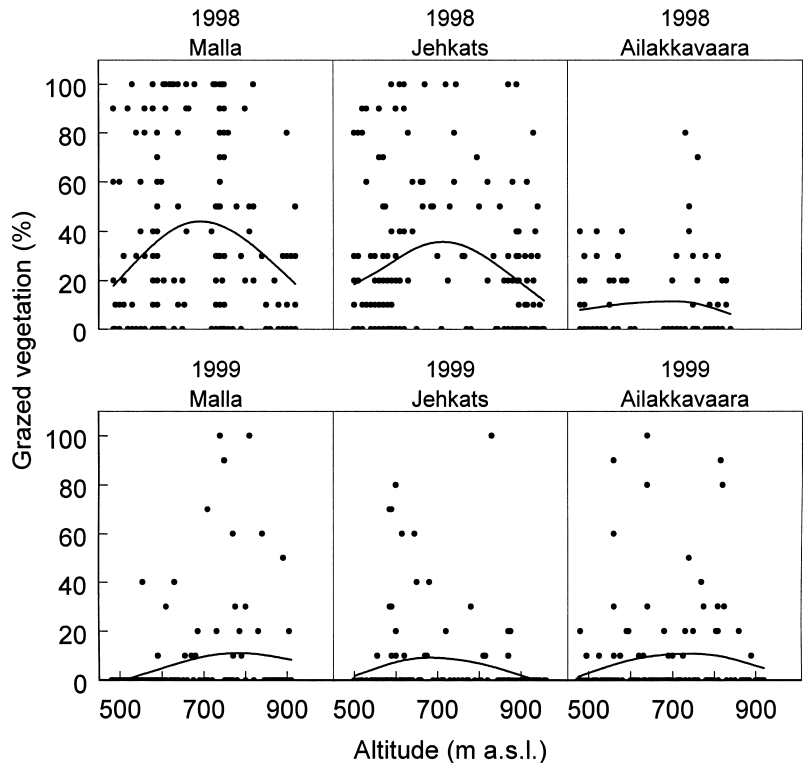 1998 1998 1998
Malla Jehkats Ailakkavaara
100
80
60
40
20
0
1999 1999 1999
Malla Jehkats Ailakkavaara
100
80
60
40
20
0
500 700 900 500 700 900 500 700 900
Grazed vegetation (%)
Altitude (m a.s.l.)